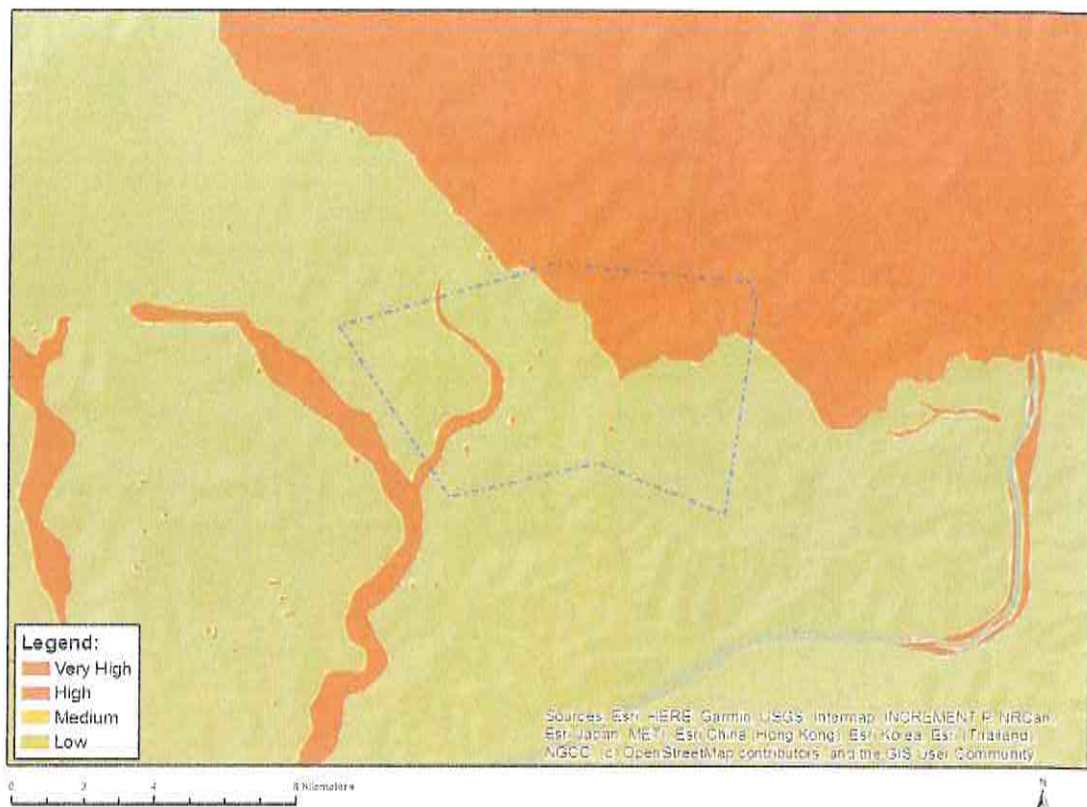 Legend:
Very High
High
Medium
Low
Sources: Esri, HERE, Garmin, USGS, Intermap, INCREMENT P, NRCan,
Esri Japan, METI, Esri China (Hong Kong), Esri Korea, Esri (Thailand),
NGCC, (c) OpenStreetMap contributors, and the GIS User Community
0 2 4 8 Kilometers
N